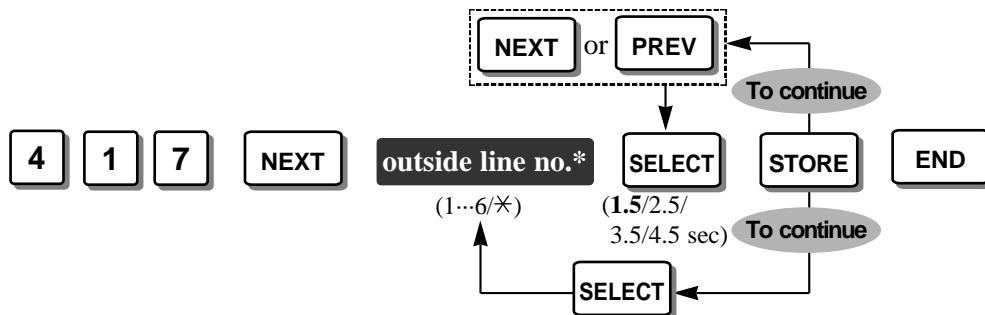 NEXT or PREV
To continue
4 1 7 NEXT outside line no.* SELECT STORE END
(1···6/✳) (1.5/2.5/
3.5/4.5 sec)
To continue
SELECT